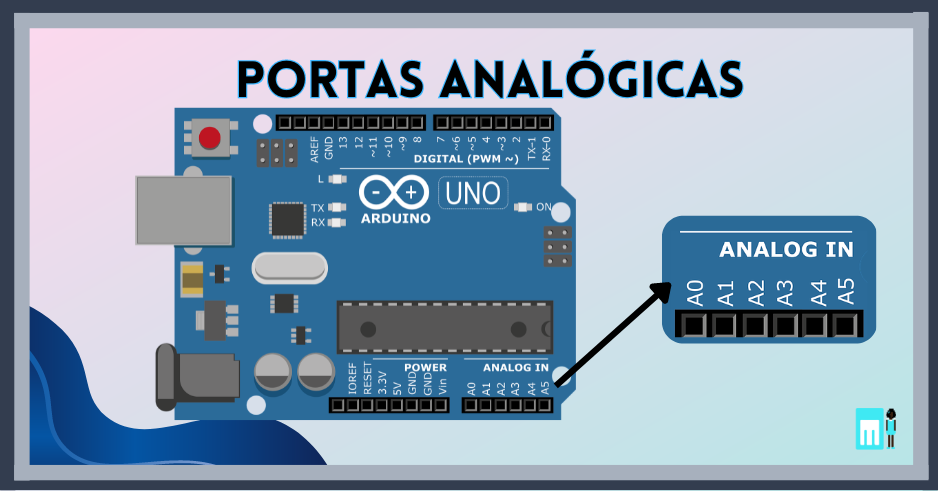 PORTAS ANALÓGICAS
AREF
GND
13
12
~11
~10
~9
8
7
~6
~5
4
~3
2
TX-1
RX-0
DIGITAL (PWM ~)
L
TX
RX
ARDUINO
UNO
ON
POWER
ANALOG IN
IOREF
RESET
3.3V
5V
GND
GND
Vin
A0
A1
A2
A3
A4
A5
ANALOG IN
A0 A1 A2 A3 A4 A5
m